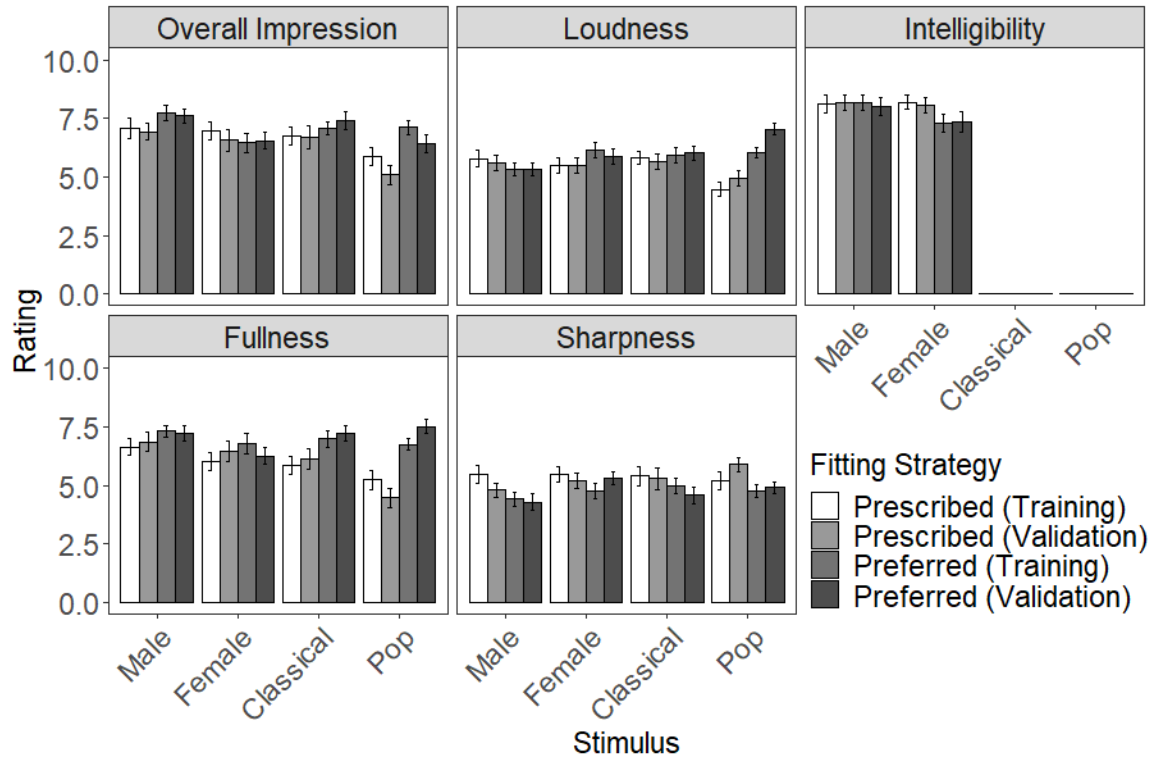 Overall Impression
Loudness
Intelligibility
10.0
7.5
5.0
2.5
0.0
Male
Female
Classical
Pop
Rating
Fullness
Sharpness
10.0
7.5
5.0
2.5
0.0
Male
Female
Classical
Pop
Male
Female
Classical
Pop
Stimulus
Fitting Strategy
Prescribed (Training)
Prescribed (Validation)
Preferred (Training)
Preferred (Validation)